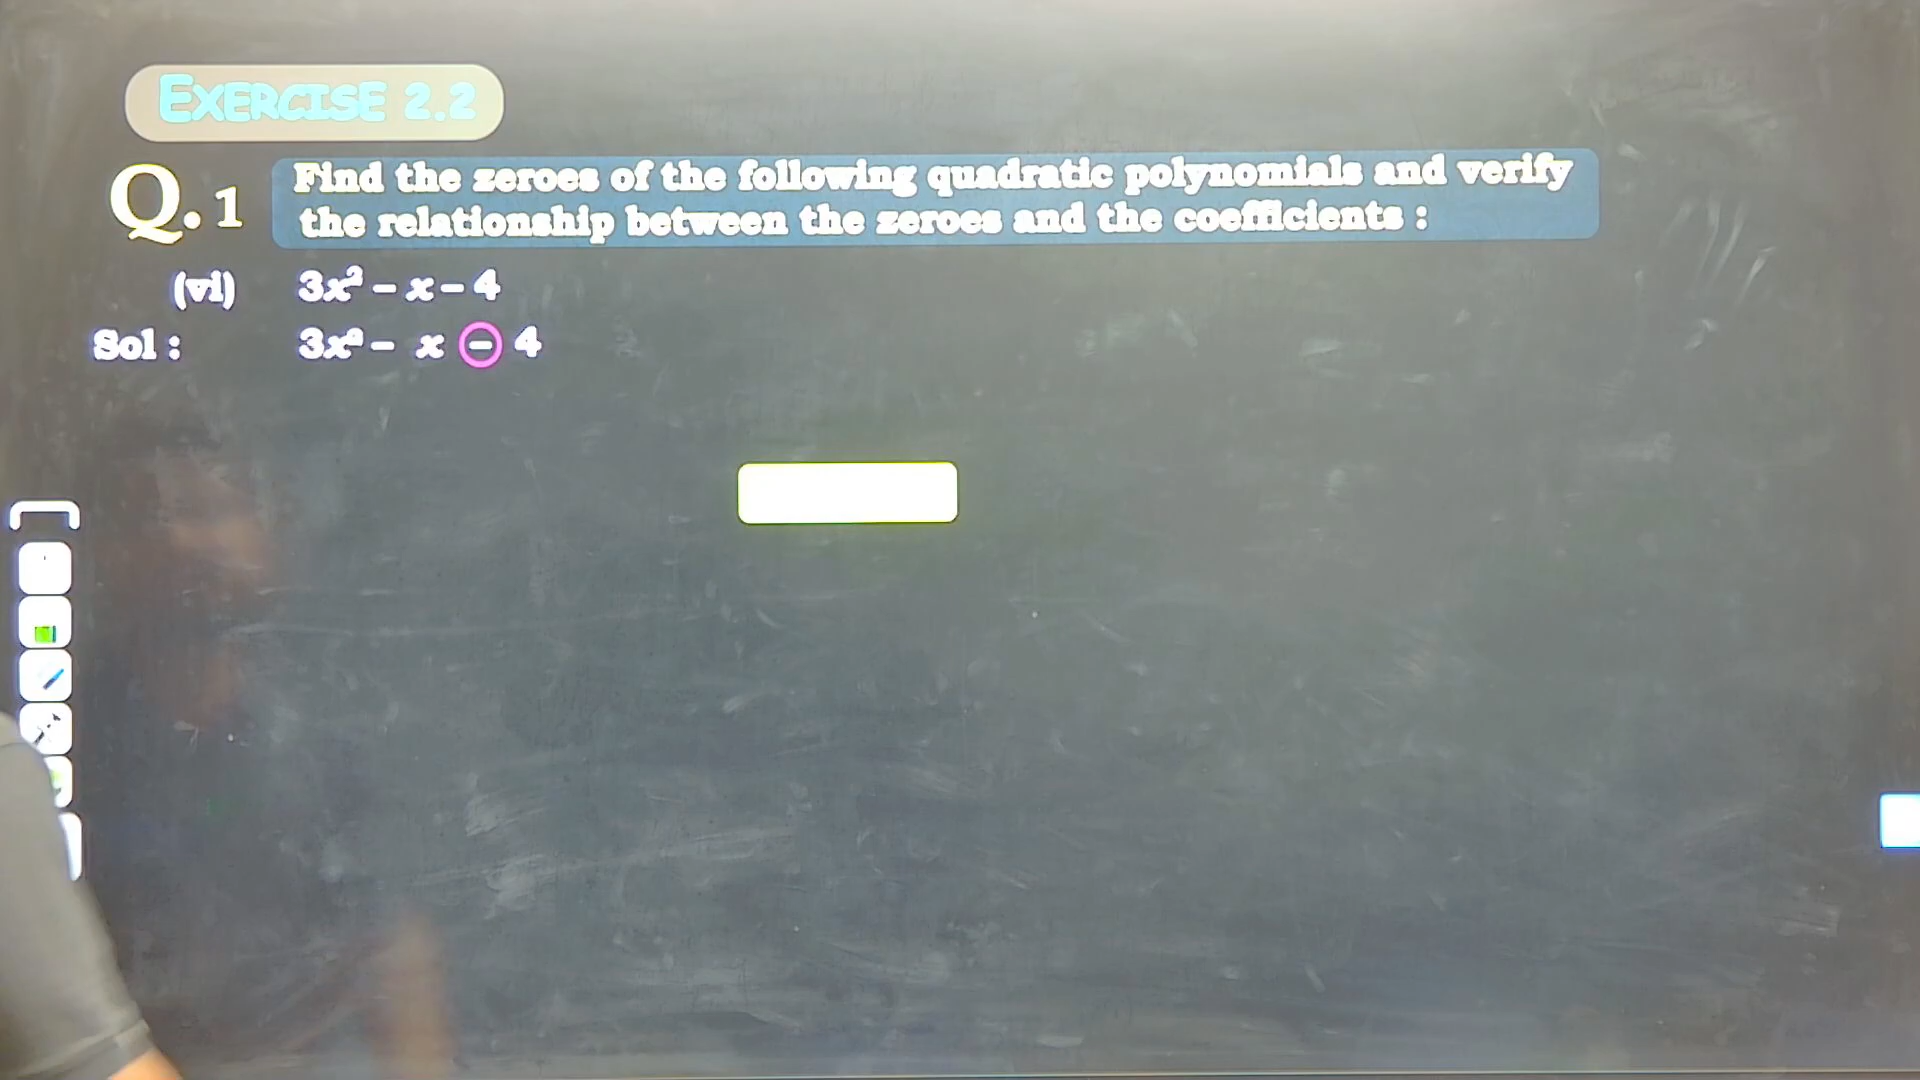 EXERCISE 2.2
Q.1 Find the zeroes of the following quadratic polynomials and verify
the relationship between the zeroes and the coefficients :
(vi) 3x² – x – 4
Sol : 3x² – x – 4